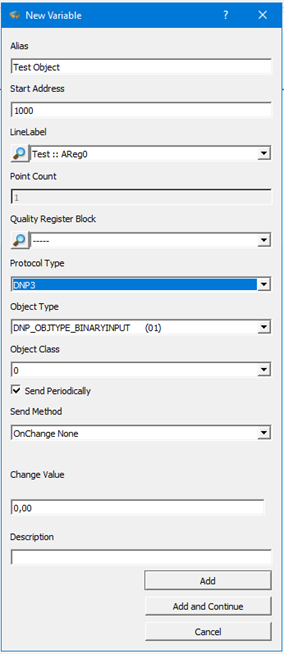 New Variable ? ×
Alias
Test Object
Start Address
1000
LineLabel
Test :: AReg0
Point Count
1
Quality Register Block
-----
Protocol Type
DNP3
Object Type
DNP_OBJTYPE_BINARYINPUT (01)
Object Class
0
Send Periodically
Send Method
OnChange None
Change Value
0,00
Description
Add
Add and Continue
Cancel